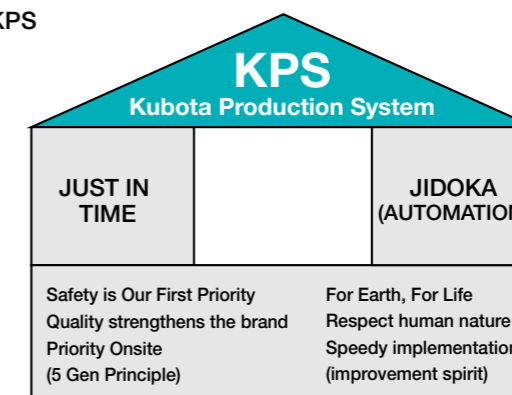 KPS
KPS
Kubota Production System
JUST IN
TIME
JIDOKA
(AUTOMATION
Safety is Our First Priority
Quality strengthens the brand
Priority Onsite
(5 Gen Principle)
For Earth, For Life
Respect human nature
Speedy implementation
(improvement spirit)